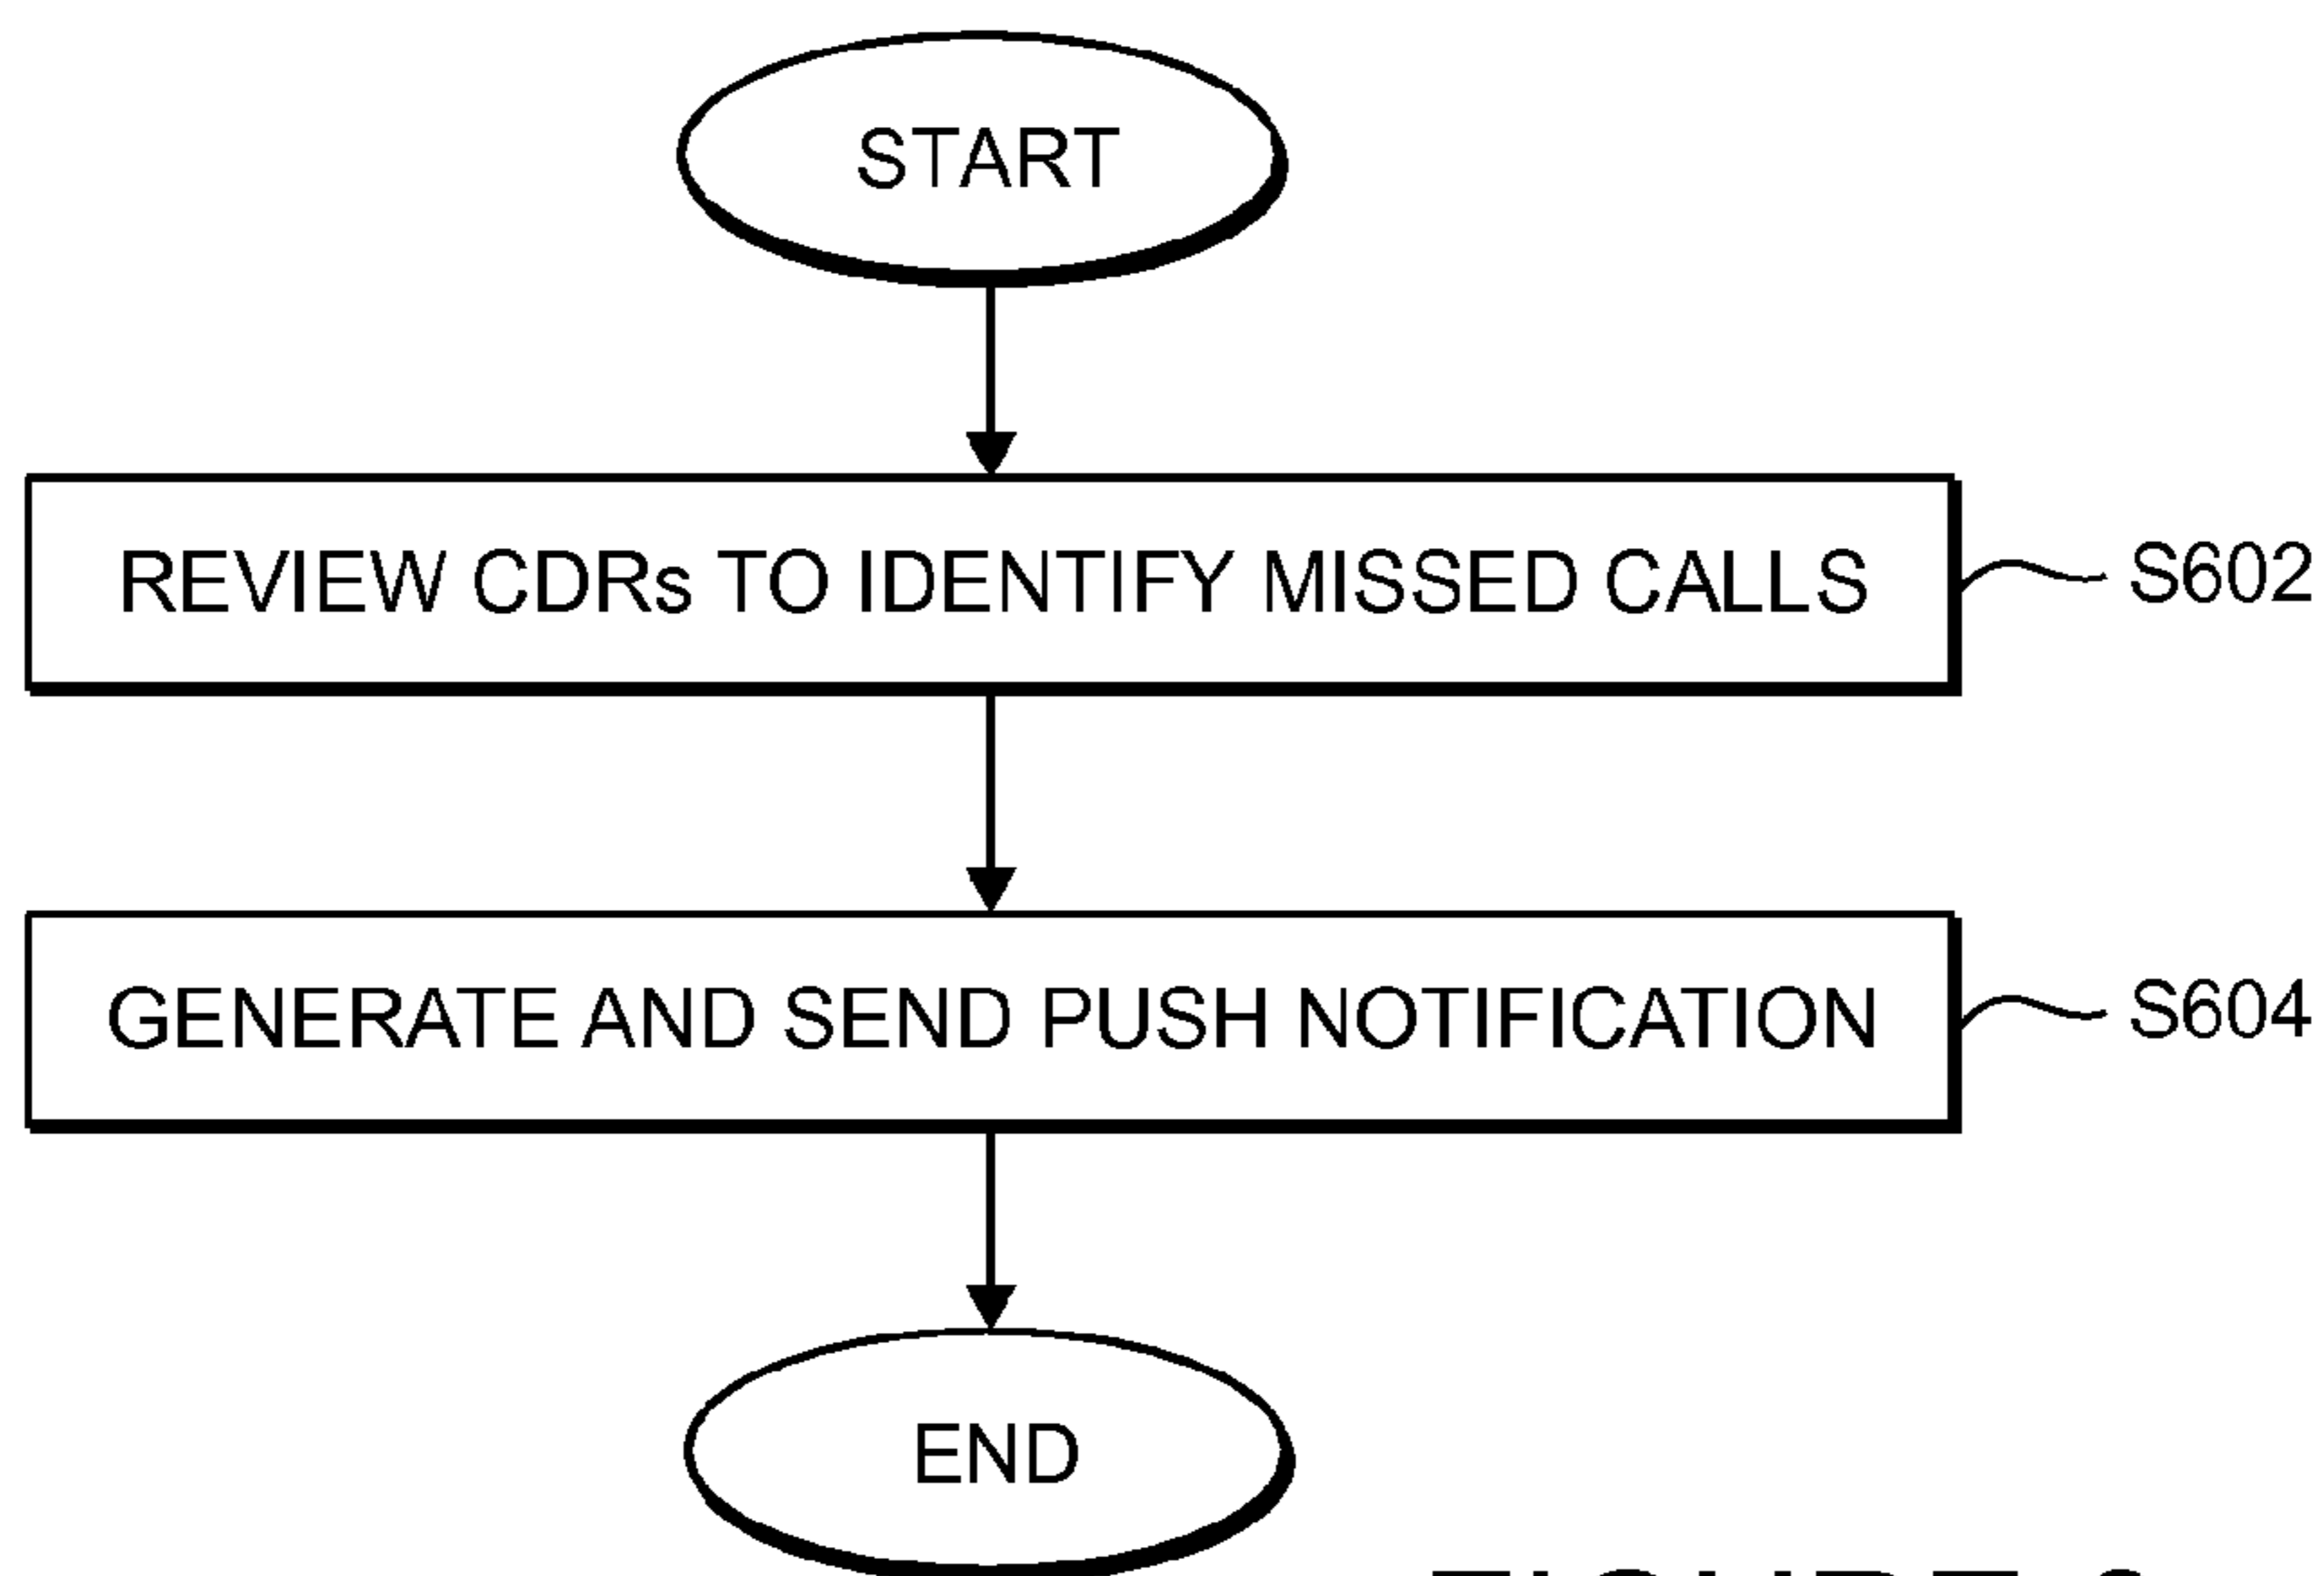 START
REVIEW CDRs TO IDENTIFY MISSED CALLS
S602
GENERATE AND SEND PUSH NOTIFICATION
S604
END